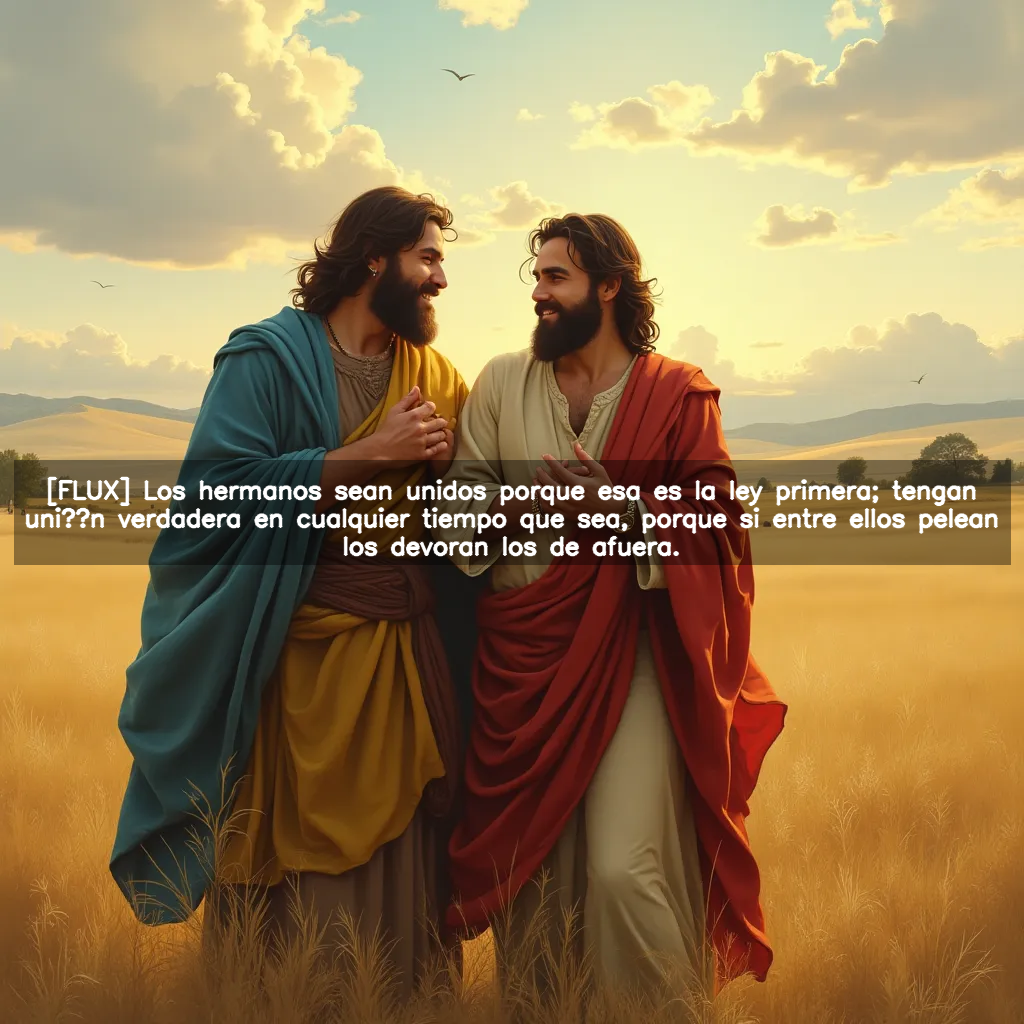 [FLUX] Los hermanos sean unidos porque esa es la ley primera; tengan
uni??n verdadera en cualquier tiempo que sea, porque si entre ellos pelean
los devoran los de afuera.